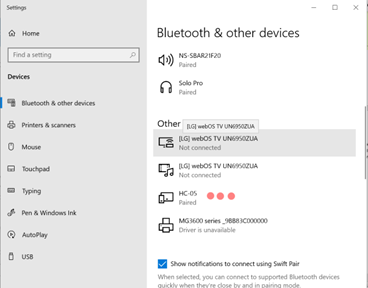 Settings
Bluetooth & other devices
Home
Find a setting
Devices
Bluetooth & other devices
Printers & scanners
Mouse
Touchpad
Typing
Pen & Windows Ink
AutoPlay
USB
NS-SBAR21F20
Paired
Solo Pro
Paired
Other
[LG] webOS TV UN6950ZUA
[LG] webOS TV UN6950ZUA
Not connected
[LG] webOS TV UN6950ZUA
Not connected
HC-05
Paired
MG3600 series _9BB83C000000
Driver is unavailable
Show notifications to connect using Swift Pair
When selected, you can connect to supported Bluetooth devices
quickly when they're close by and in pairing mode.